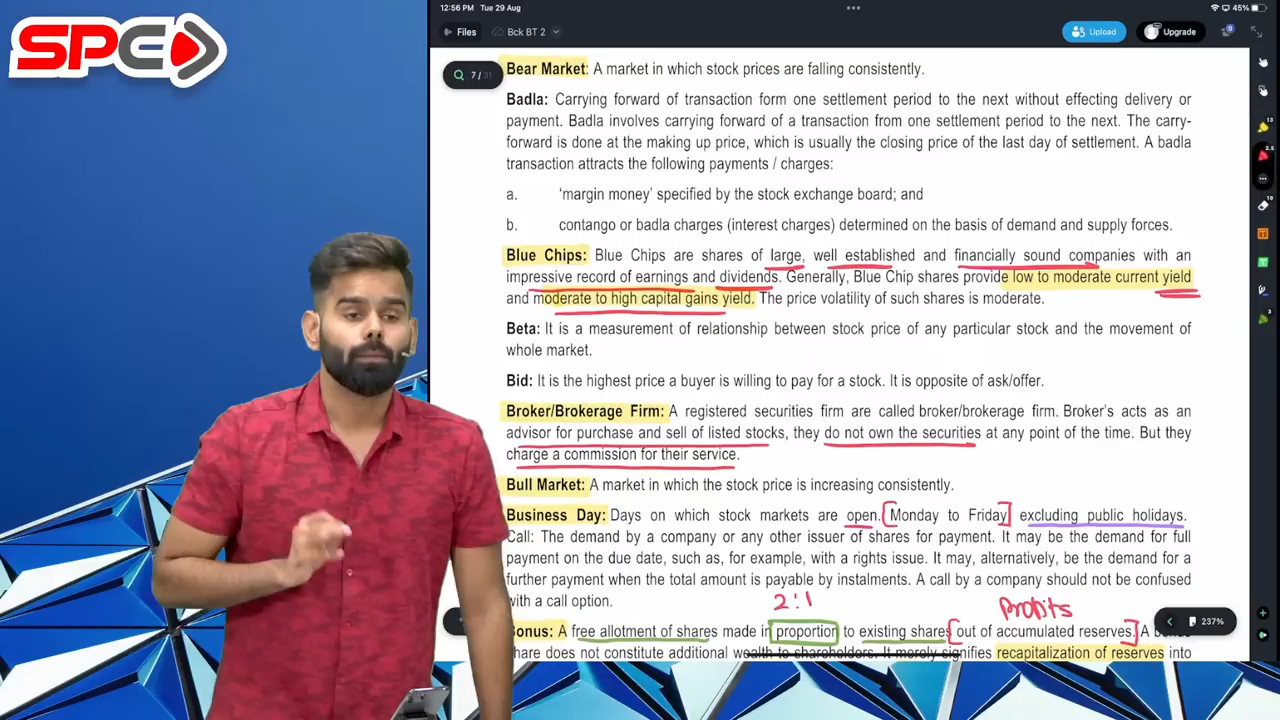 SPC
12:56 PM Tue 29 Aug
45%
Files
Bck BT 2
Upload
Upgrade
7 / 31
Bear Market: A market in which stock prices are falling consistently.
Badla: Carrying forward of transaction form one settlement period to the next without effecting delivery or
payment. Badla involves carrying forward of a transaction from one settlement period to the next. The carry-
forward is done at the making up price, which is usually the closing price of the last day of settlement. A badla
transaction attracts the following payments / charges:
a. ‘margin money’ specified by the stock exchange board; and
b. contango or badla charges (interest charges) determined on the basis of demand and supply forces.
Blue Chips: Blue Chips are shares of large, well established and financially sound companies with an
impressive record of earnings and dividends. Generally, Blue Chip shares provide low to moderate current yield
and moderate to high capital gains yield. The price volatility of such shares is moderate.
Beta: It is a measurement of relationship between stock price of any particular stock and the movement of
whole market.
Bid: It is the highest price a buyer is willing to pay for a stock. It is opposite of ask/offer.
Broker/Brokerage Firm: A registered securities firm are called broker/brokerage firm. Broker’s acts as an
advisor for purchase and sell of listed stocks, they do not own the securities at any point of the time. But they
charge a commission for their service.
Bull Market: A market in which the stock price is increasing consistently.
Business Day: Days on which stock markets are open. [Monday to Friday] excluding public holidays.
Call: The demand by a company or any other issuer of shares for payment. It may be the demand for full
payment on the due date, such as, for example, with a rights issue. It may, alternatively, be the demand for a
further payment when the total amount is payable by instalments. A call by a company should not be confused
with a call option.
2:1
Profits
237%
Bonus: A free allotment of shares made in proportion to existing shares [out of accumulated reserves.] A bonus
share does not constitute additional wealth to shareholders. It merely signifies recapitalization of reserves into